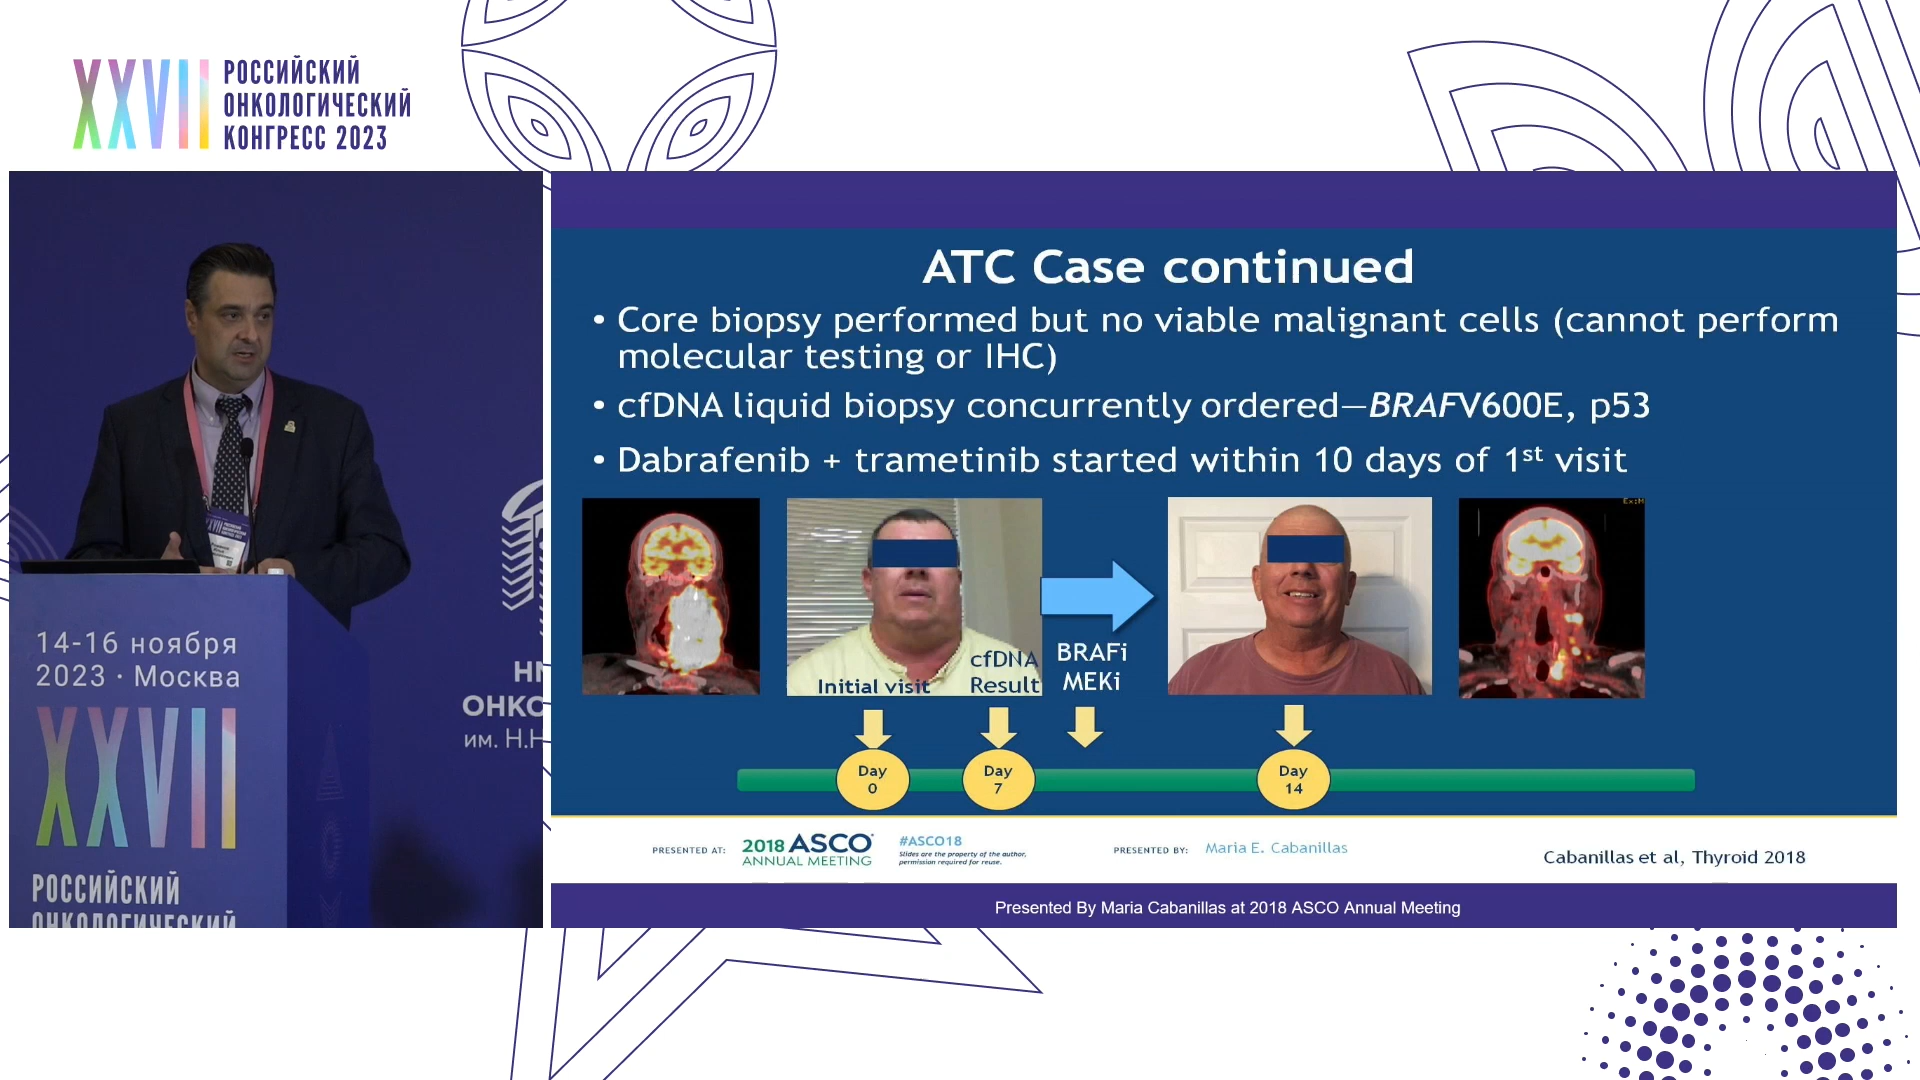 XXVII
РОССИЙСКИЙ
ОНКОЛОГИЧЕСКИЙ
КОНГРЕСС 2023
14-16 ноября
2023 · Москва
XXVII
РОССИЙСКИЙ
ОНКОЛОГИЧЕСКИЙ
им. Н.Н
ATC Case continued
• Core biopsy performed but no viable malignant cells (cannot perform
molecular testing or IHC)
• cfDNA liquid biopsy concurrently ordered—BRAFV600E, p53
• Dabrafenib + trametinib started within 10 days of 1st visit
Initial visit
cfDNA
Result
BRAFi
MEKi
Day
0
Day
7
Day
14
PRESENTED AT:
2018 ASCO
ANNUAL MEETING
#ASCO18
Slides are the property of the author,
permission required for reuse.
PRESENTED BY:
Maria E. Cabanillas
Cabanillas et al, Thyroid 2018
Presented By Maria Cabanillas at 2018 ASCO Annual Meeting